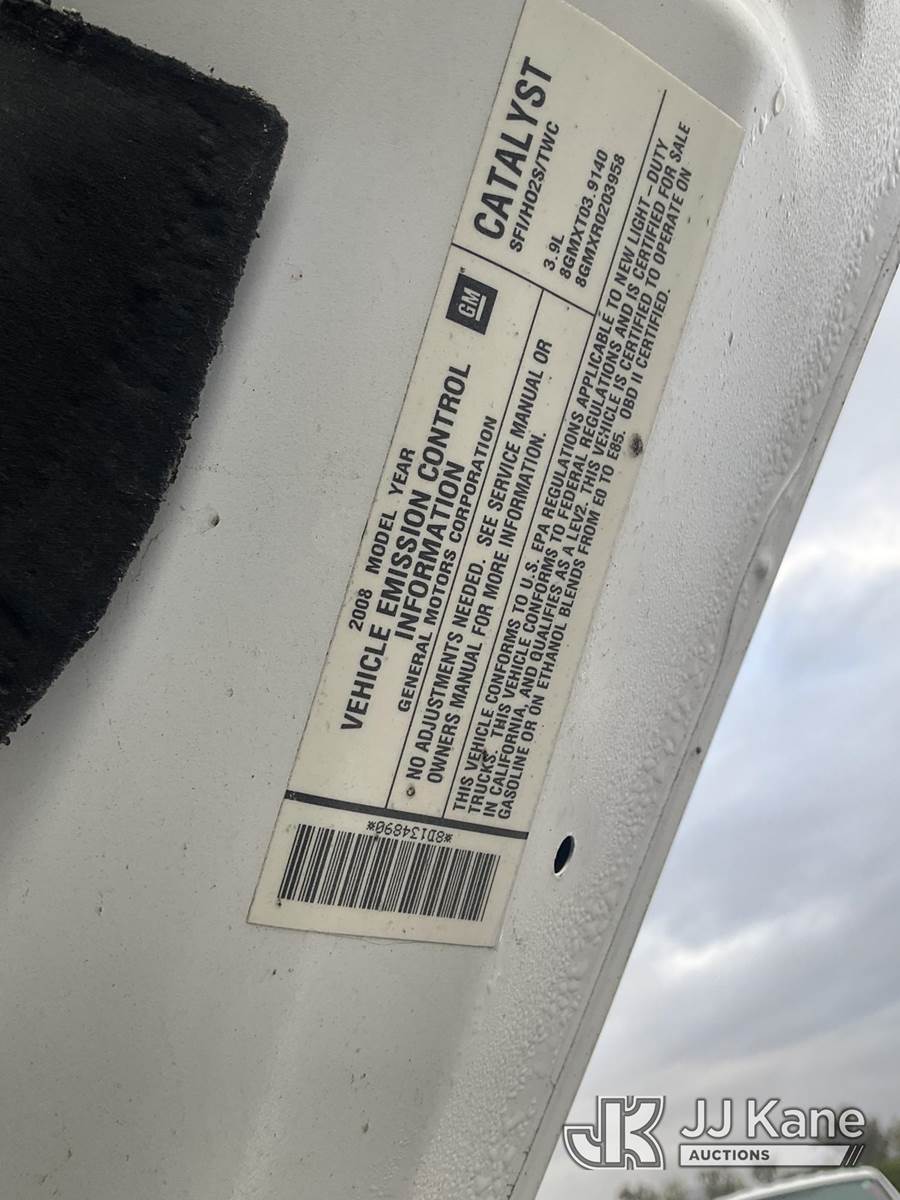 2008 MODEL YEAR
VEHICLE EMISSION CONTROL
INFORMATION
GENERAL MOTORS CORPORATION
GM
CATALYST
SFI/HO2S/TWC
3.9L
8GMXT03.9140
8GMXR0203958
NO ADJUSTMENTS NEEDED. SEE SERVICE MANUAL OR
OWNERS MANUAL FOR MORE INFORMATION.
THIS VEHICLE CONFORMS TO U.S. EPA REGULATIONS APPLICABLE TO NEW LIGHT-DUTY
TRUCKS. THIS VEHICLE CONFORMS TO FEDERAL REGULATIONS AND IS CERTIFIED FOR SALE
IN CALIFORNIA, AND QUALIFIES AS A LEV2. THIS VEHICLE IS CERTIFIED TO OPERATE ON
GASOLINE OR ON ETHANOL BLENDS FROM E0 TO E85. OBD II CERTIFIED.
*8D134890*
JK JJ Kane
AUCTIONS